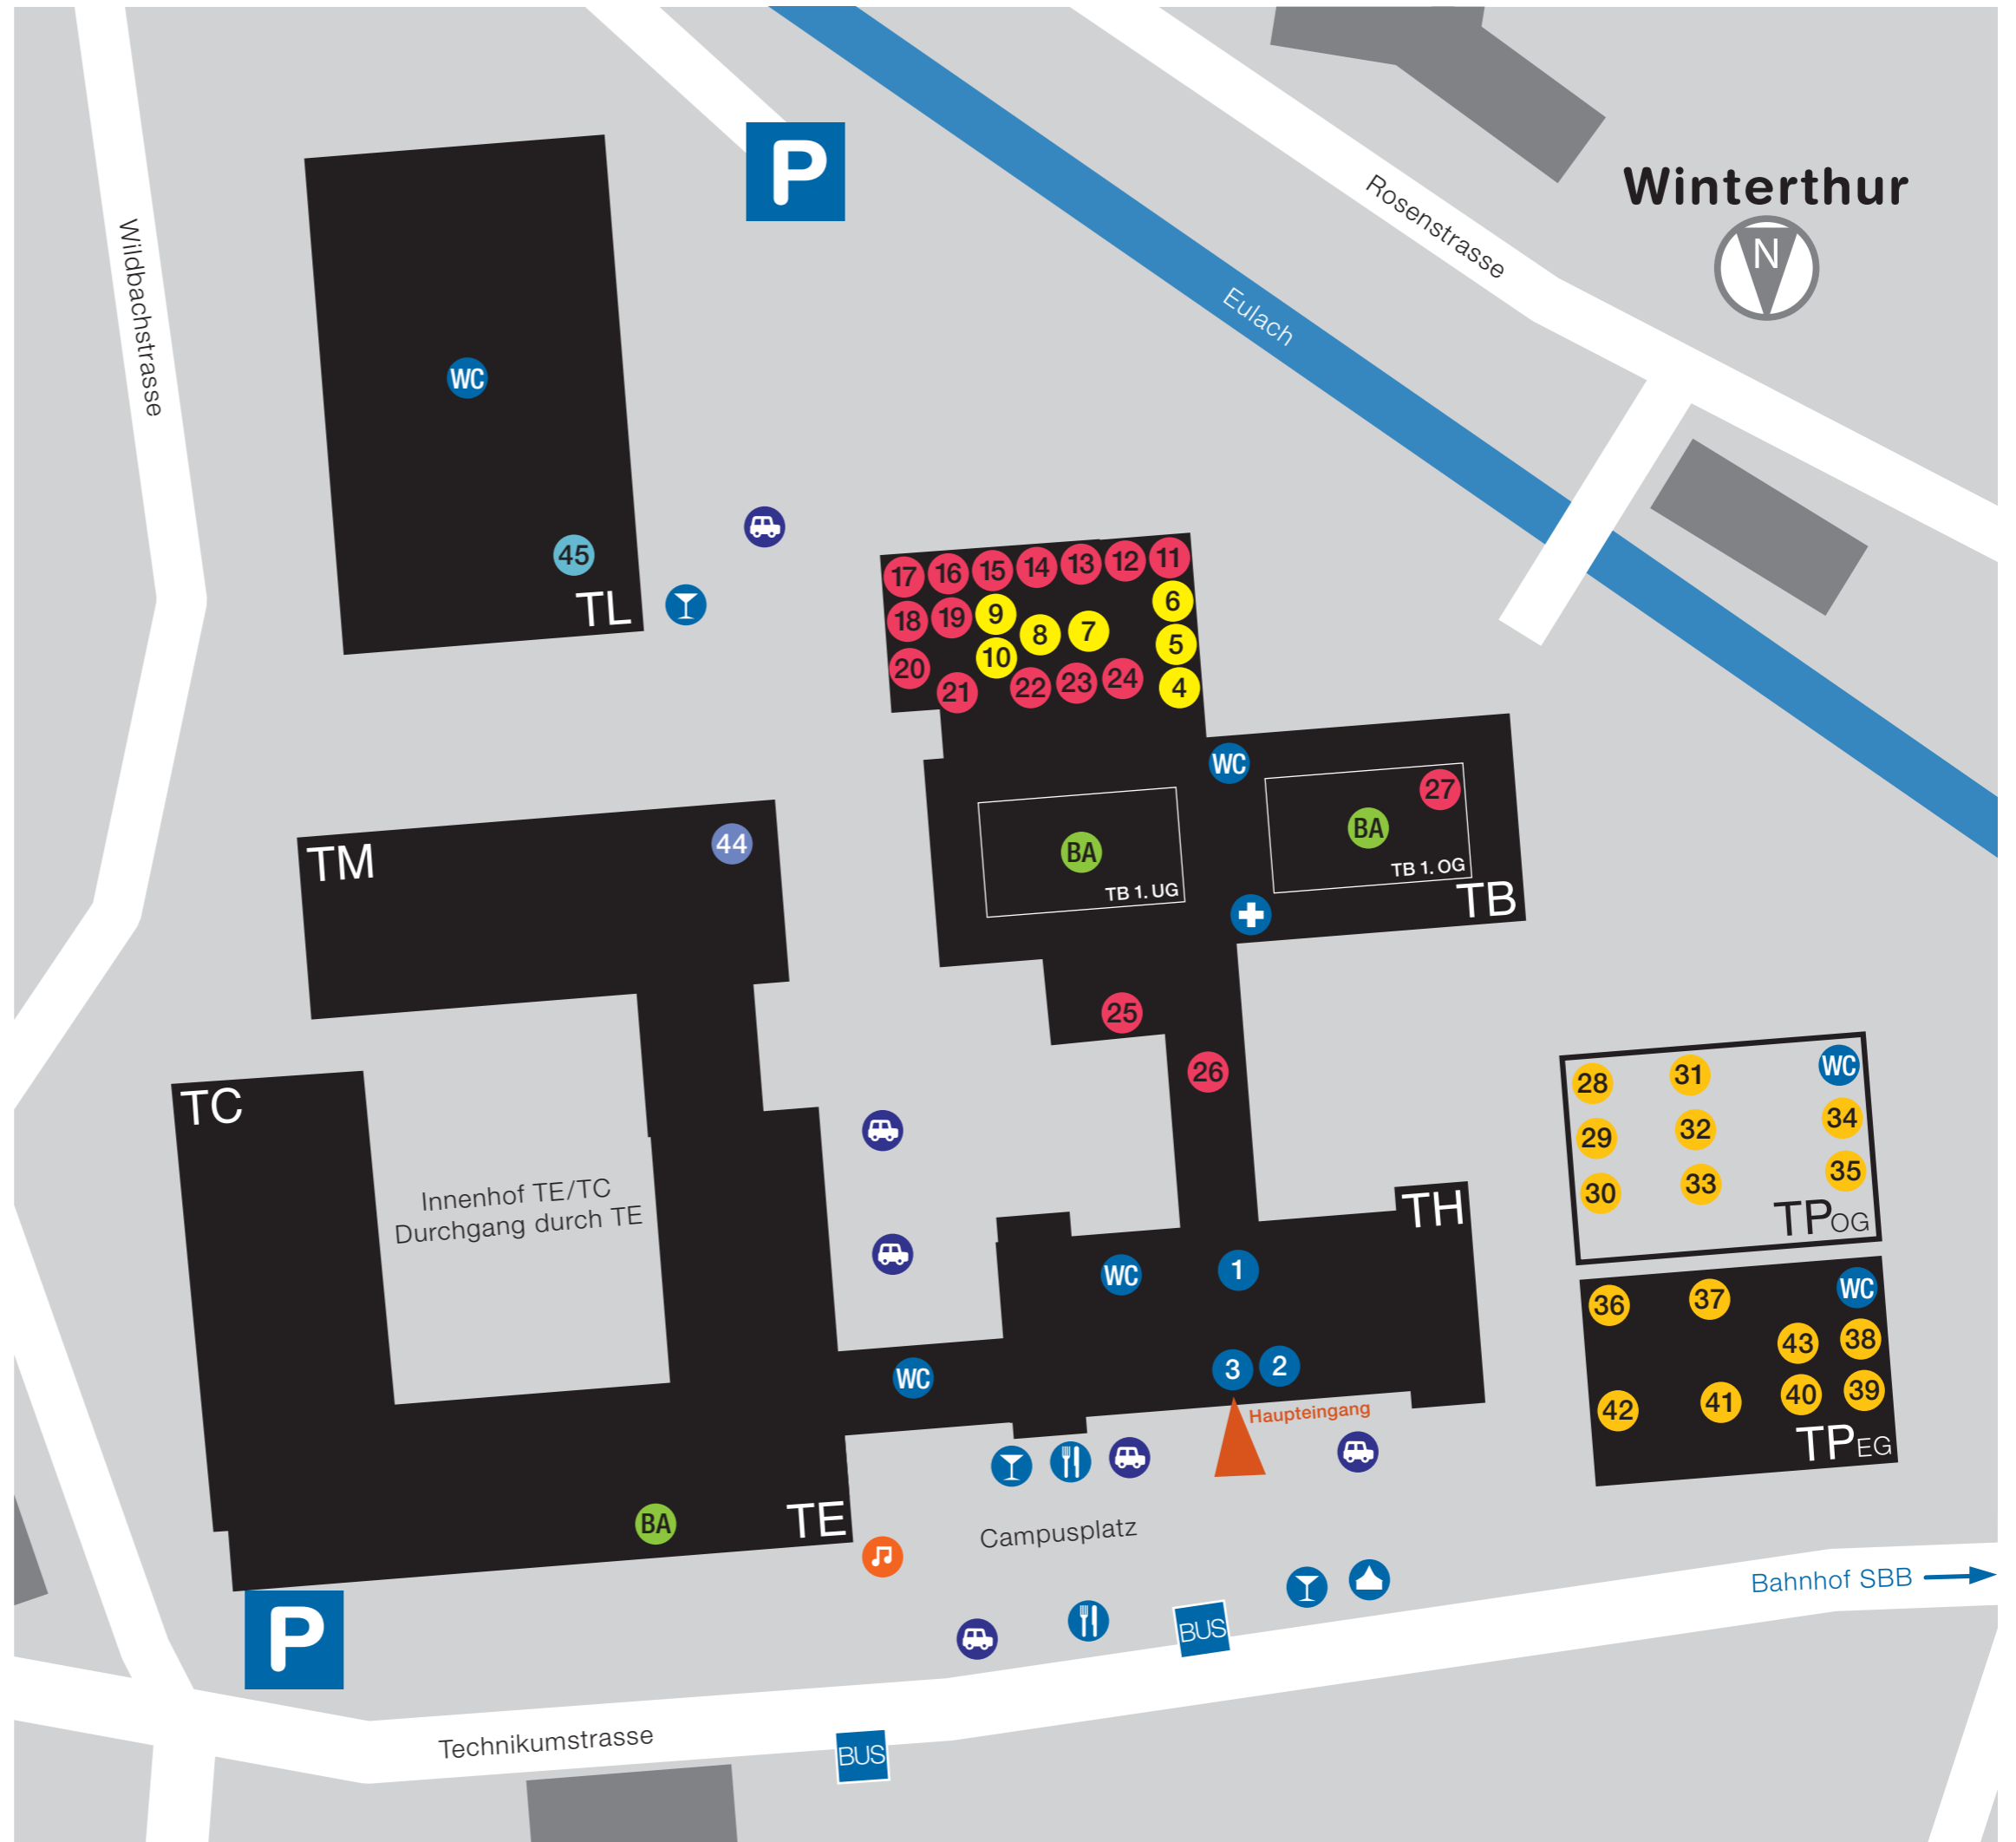 P
Winterthur
N
Rosenstrasse
Wildbachstrasse
Eulach
WC
45
TL
17
16
15
14
13
12
11
18
19
9
8
7
6
10
5
20
21
22
23
24
4
WC
27
BA
TB 1. OG
TB
BA
TB 1. UG
TM
44
25
26
TC
Innenhof TE/TC
Durchgang durch TE
28
31
WC
29
32
34
30
33
35
TPOG
TH
WC
1
3
2
WC
Haupteingang
36
37
WC
43
38
42
41
40
39
TPEG
BA
TE
Campusplatz
Bahnhof SBB
P
BUS
Technikumstrasse
BUS